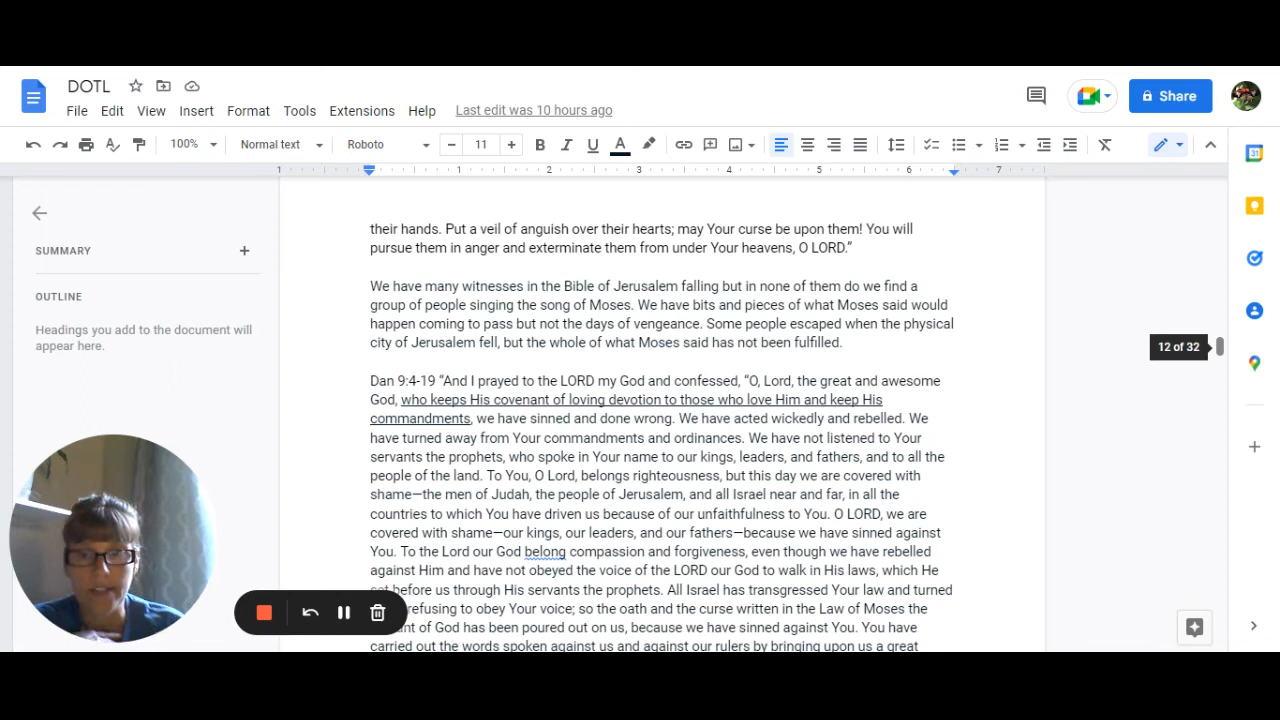 DOTL
File Edit View Insert Format Tools Extensions Help Last edit was 10 hours ago
Share
100% Normal text Roboto 11
1 1 2 3 4 5 6 7
SUMMARY
OUTLINE
Headings you add to the document will
appear here.
their hands. Put a veil of anguish over their hearts; may Your curse be upon them! You will
pursue them in anger and exterminate them from under Your heavens, O LORD.”
We have many witnesses in the Bible of Jerusalem falling but in none of them do we find a
group of people singing the song of Moses. We have bits and pieces of what Moses said would
happen coming to pass but not the days of vengeance. Some people escaped when the physical
city of Jerusalem fell, but the whole of what Moses said has not been fulfilled.
12 of 32
Dan 9:4-19 “And I prayed to the LORD my God and confessed, “O, Lord, the great and awesome
God, who keeps His covenant of loving devotion to those who love Him and keep His
commandments, we have sinned and done wrong. We have acted wickedly and rebelled. We
have turned away from Your commandments and ordinances. We have not listened to Your
servants the prophets, who spoke in Your name to our kings, leaders, and fathers, and to all the
people of the land. To You, O Lord, belongs righteousness, but this day we are covered with
shame—the men of Judah, the people of Jerusalem, and all Israel near and far, in all the
countries to which You have driven us because of our unfaithfulness to You. O LORD, we are
covered with shame—our kings, our leaders, and our fathers—because we have sinned against
You. To the Lord our God belong compassion and forgiveness, even though we have rebelled
against Him and have not obeyed the voice of the LORD our God to walk in His laws, which He
set before us through His servants the prophets. All Israel has transgressed Your law and turned
refusing to obey Your voice; so the oath and the curse written in the Law of Moses the
of God has been poured out on us, because we have sinned against You. You have
carried out the words spoken against us and against our rulers by bringing upon us a great